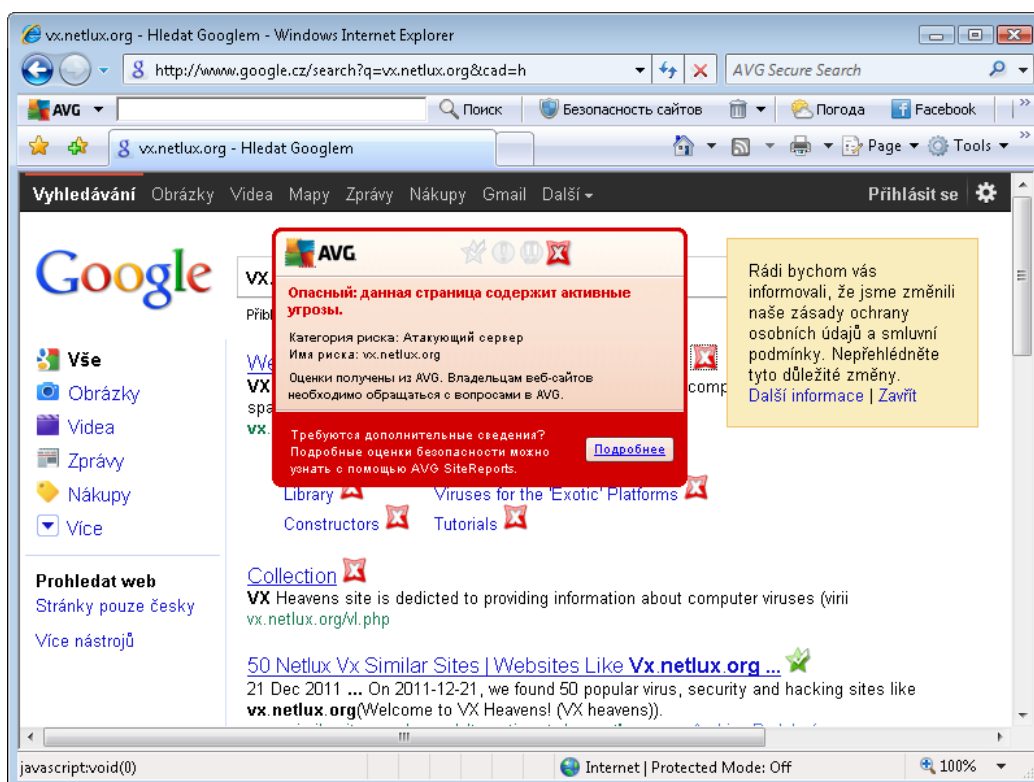 vx.netlux.org - Hledat Googlem - Windows Internet Explorer
http://www.google.cz/search?q=vx.netlux.org&cad=h
AVG Secure Search
AVG
Поиск
Безопасность сайтов
Погода
Facebook
vx.netlux.org - Hledat Googlem
Page
Tools
Vyhledávání Obrázky Videa Mapy Zprávy Nákupy Gmail Další
Přihlásit se
Google
vx.
AVG
Опасный: данная страница содержит активные
угрозы.
Категория риска: Атакующий сервер
Имя риска: vx.netlux.org
Оценки получены из AVG. Владельцам веб-сайтов
необходимо обращаться с вопросами в AVG.
Требуются дополнительные сведения?
Подробные оценки безопасности можно
узнать с помощью AVG SiteReports.
Подробнее
Rádi bychom vás
informovali, že jsme změnili
naše zásady ochrany
osobních údajů a smluvní
podmínky. Nepřehlédněte
tyto důležité změny.
Další informace | Zavřít
Vše
Obrázky
Videa
Zprávy
Nákupy
Více
Prohledat web
Stránky pouze česky
Více nástrojů
VX
vx.
Library
Viruses for the 'Exotic' Platforms
Constructors
Tutorials
Collection
VX Heavens site is dedicted to providing information about computer viruses (virii
vx.netlux.org/vl.php
50 Netlux Vx Similar Sites | Websites Like Vx.netlux.org ...
21 Dec 2011 ... On 2011-12-21, we found 50 popular virus, security and hacking sites like
vx.netlux.org(Welcome to VX Heavens! (VX heavens)).
javascript:void(0)
Internet | Protected Mode: Off
100%